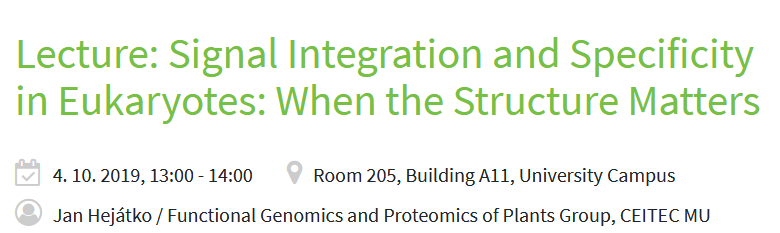 Lecture: Signal Integration and Specificity
in Eukaryotes: When the Structure Matters
4. 10. 2019, 13:00 - 14:00 Room 205, Building A11, University Campus
Jan Hejátko / Functional Genomics and Proteomics of Plants Group, CEITEC MU